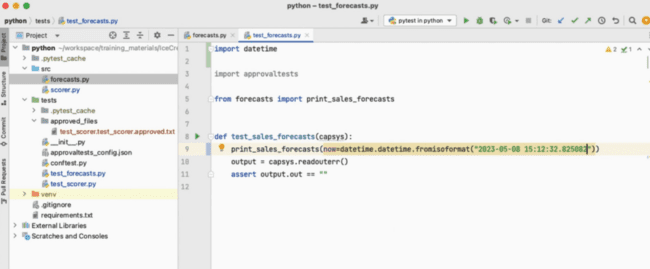 python – test_forecasts.py
python
tests
test_forecasts.py
pytest in python
Git:
Project
forecasts.py
test_forecasts.py
python ~/workspace/training_materials/IceCre
.pytest_cache
src
forecasts.py
scorer.py
tests
.pytest_cache
approved_files
test_scorer.test_scorer.approved.txt
__init__.py
approvaltests_config.json
conftest.py
test_forecasts.py
test_scorer.py
venv
.gitignore
requirements.txt
External Libraries
Scratches and Consoles
Project
Structure
Commit
Pull Requests
1 import datetime
2
3 import approvaltests
4
5 from forecasts import print_sales_forecasts
6
7
8 def test_sales_forecasts(capsys):
9 print_sales_forecasts(now=datetime.datetime.fromisoformat("2023-05-08 15:12:32.825082"))
10 output = capsys.readouterr()
11 assert output.out == ""
2 1